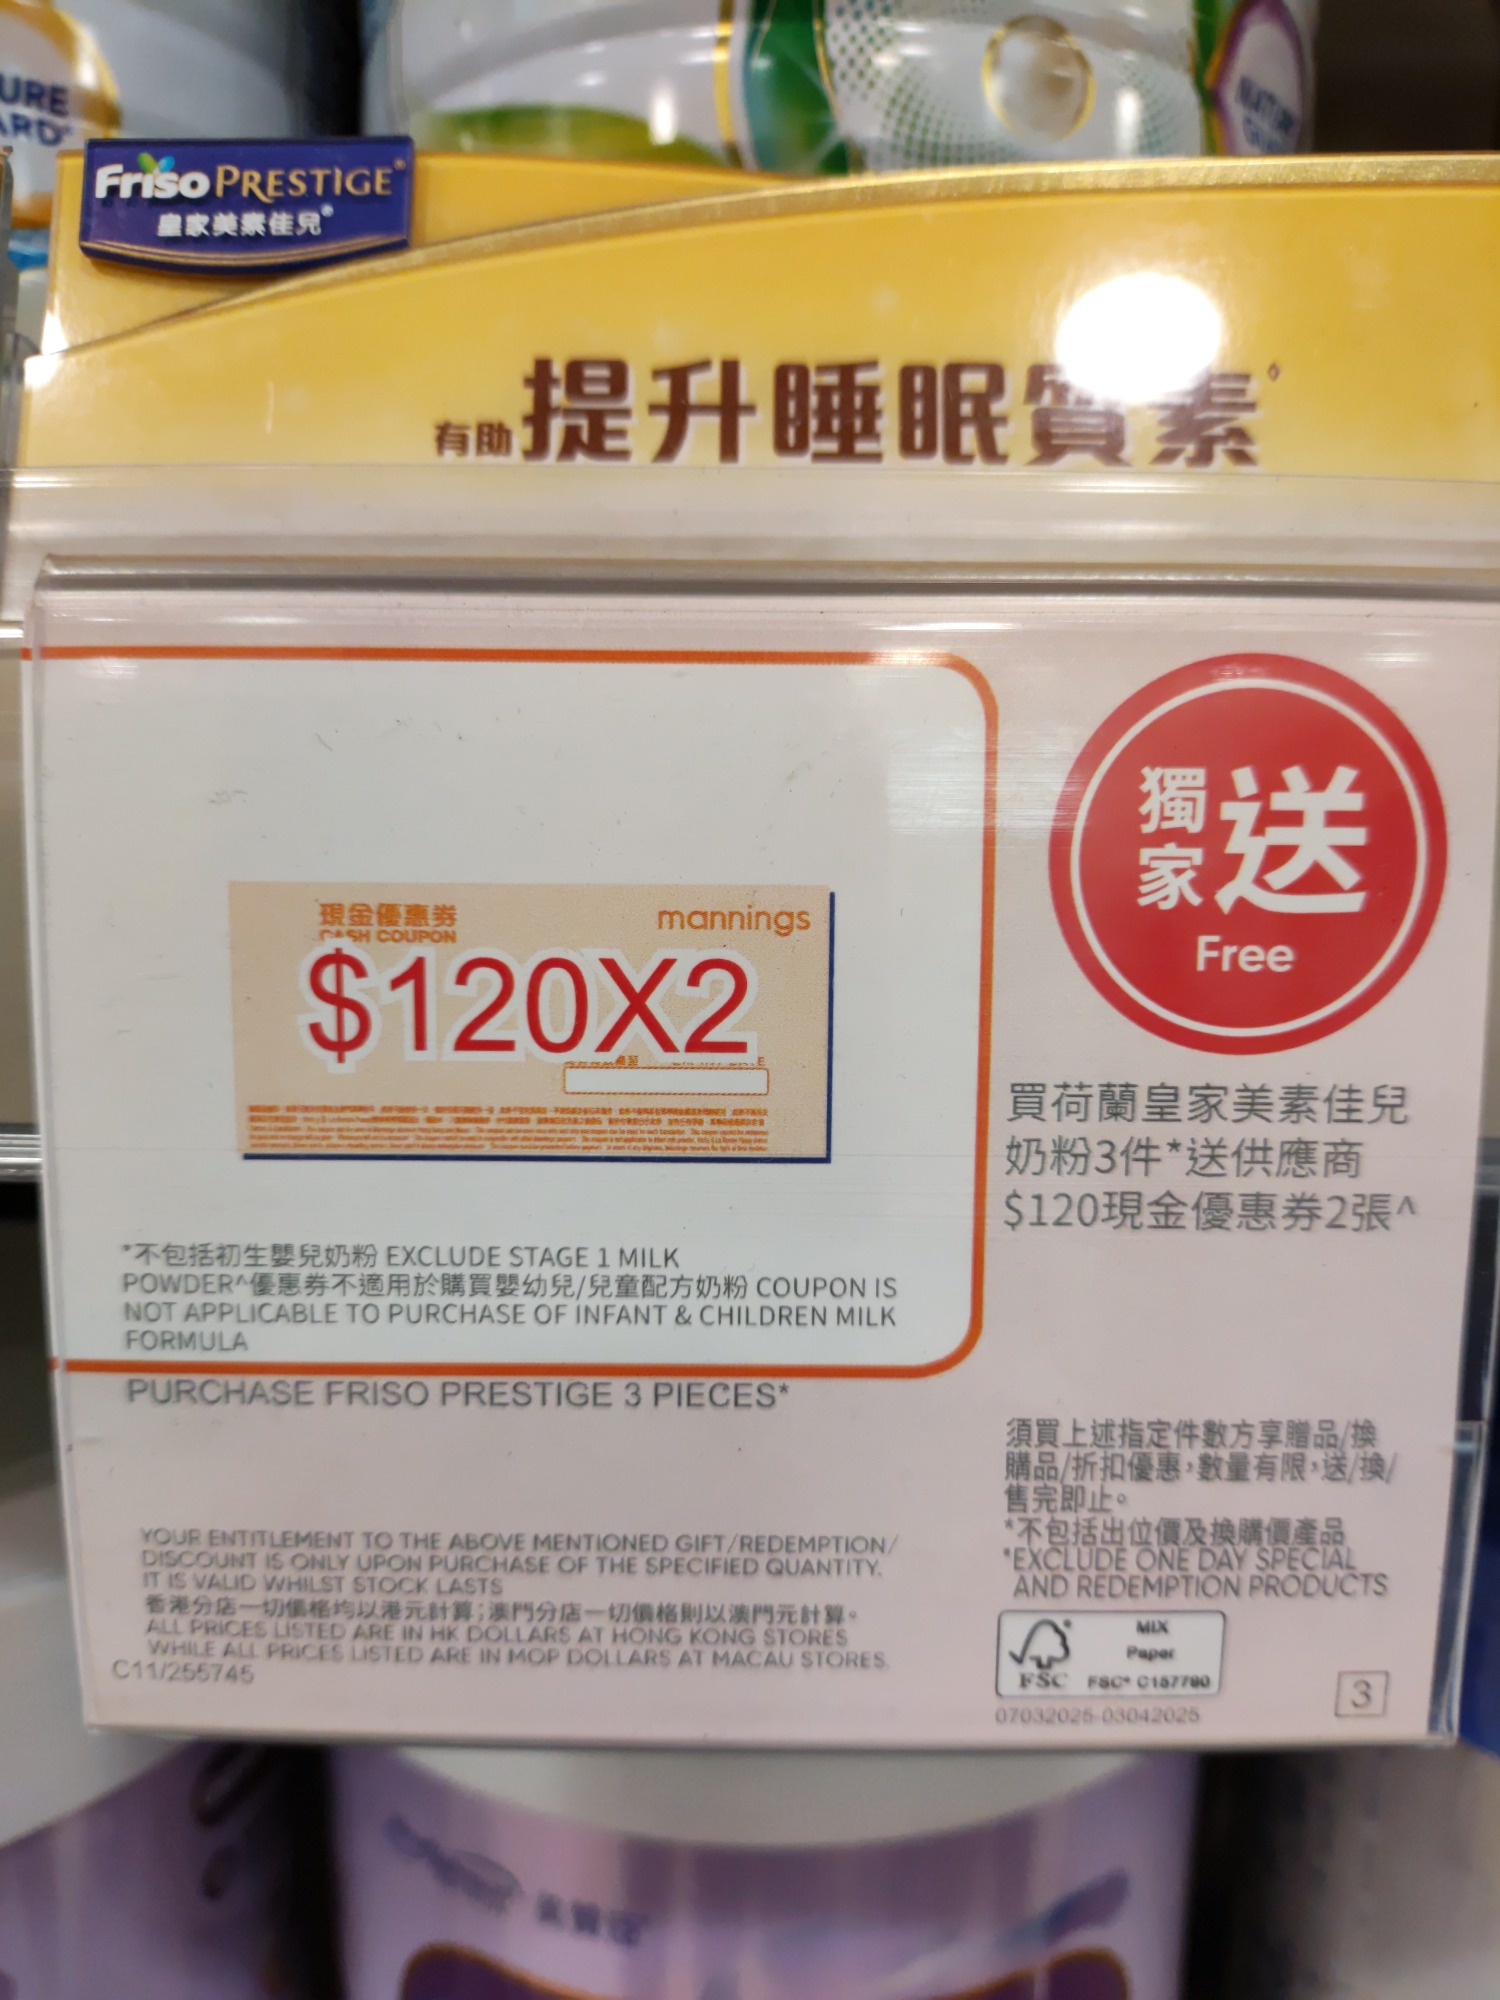 URE
ARD
Friso PRESTIGE®
皇家美素佳兒®
有助提升睡眠質素◊
現金優惠券
CASH COUPON
mannings
$120X2
獨家送
Free
買荷蘭皇家美素佳兒
奶粉3件*送供應商
$120現金優惠券2張^
*不包括初生嬰兒奶粉 EXCLUDE STAGE 1 MILK
POWDER^優惠券不適用於購買嬰幼兒/兒童配方奶粉 COUPON IS
NOT APPLICABLE TO PURCHASE OF INFANT & CHILDREN MILK
FORMULA
PURCHASE FRISO PRESTIGE 3 PIECES*
須買上述指定件數方享贈品/換
購品/折扣優惠，數量有限，送/換/
售完即止。
*不包括出位價及換購價產品
*EXCLUDE ONE DAY SPECIAL
AND REDEMPTION PRODUCTS
YOUR ENTITLEMENT TO THE ABOVE MENTIONED GIFT/REDEMPTION/
DISCOUNT IS ONLY UPON PURCHASE OF THE SPECIFIED QUANTITY.
IT IS VALID WHILST STOCK LASTS
香港分店一切價格均以港元計算；澳門分店一切價格則以澳門元計算。
ALL PRICES LISTED ARE IN HK DOLLARS AT HONG KONG STORES
WHILE ALL PRICES LISTED ARE IN MOP DOLLARS AT MACAU STORES.
C11/255745
FSC
MIX
Paper
FSC® C157790
07032025-03042025
3